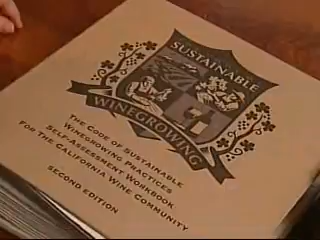 SUSTAINABLE
WINEGROWING
THE CODE OF SUSTAINABLE
WINEGROWING PRACTICES
SELF-ASSESSMENT WORKBOOK
FOR THE CALIFORNIA WINE COMMUNITY
SECOND EDITION